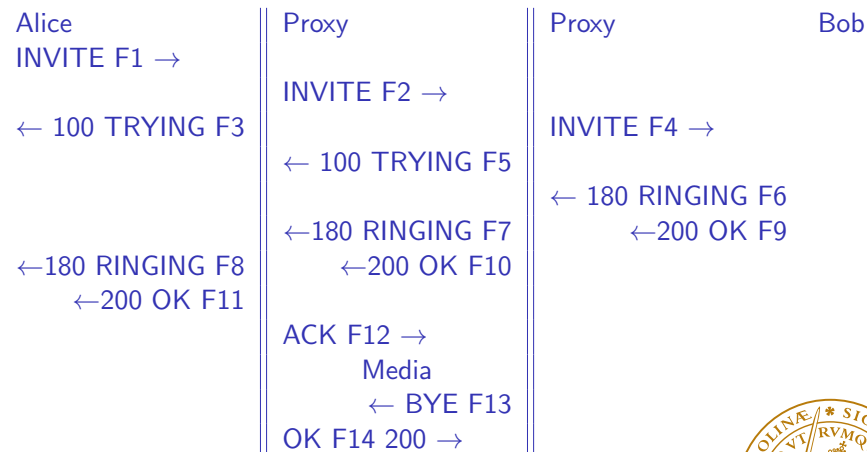 Alice Proxy Proxy Bob
INVITE F1 →
INVITE F2 →
← 100 TRYING F3 INVITE F4 →
← 100 TRYING F5
← 180 RINGING F6
←180 RINGING F7 ←200 OK F9
←180 RINGING F8 ←200 OK F10
←200 OK F11
ACK F12 →
Media
← BYE F13
OK F14 200 →